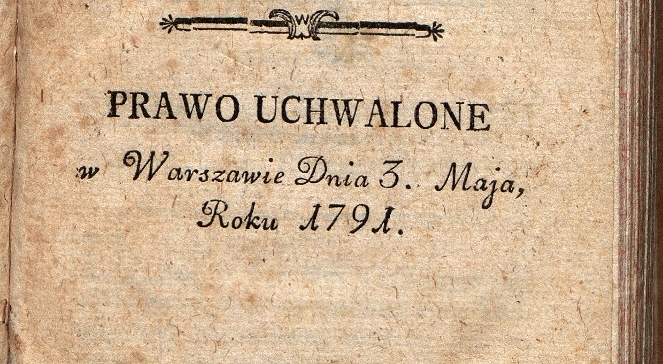 PRAWO UCHWALONE
w Warszawie Dnia 3. Maja,
Roku 1791.